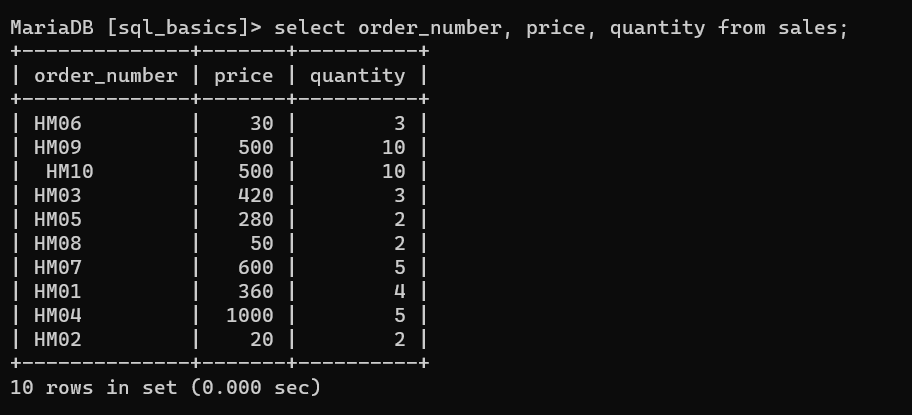 MariaDB [sql_basics]> select order_number, price, quantity from sales;
+--------------+-------+----------+
| order_number | price | quantity |
+--------------+-------+----------+
| HM06         |    30 |        3 |
| HM09         |   500 |       10 |
|  HM10        |   500 |       10 |
| HM03         |   420 |        3 |
| HM05         |   280 |        2 |
| HM08         |    50 |        2 |
| HM07         |   600 |        5 |
| HM01         |   360 |        4 |
| HM04         |  1000 |        5 |
| HM02         |    20 |        2 |
+--------------+-------+----------+
10 rows in set (0.000 sec)